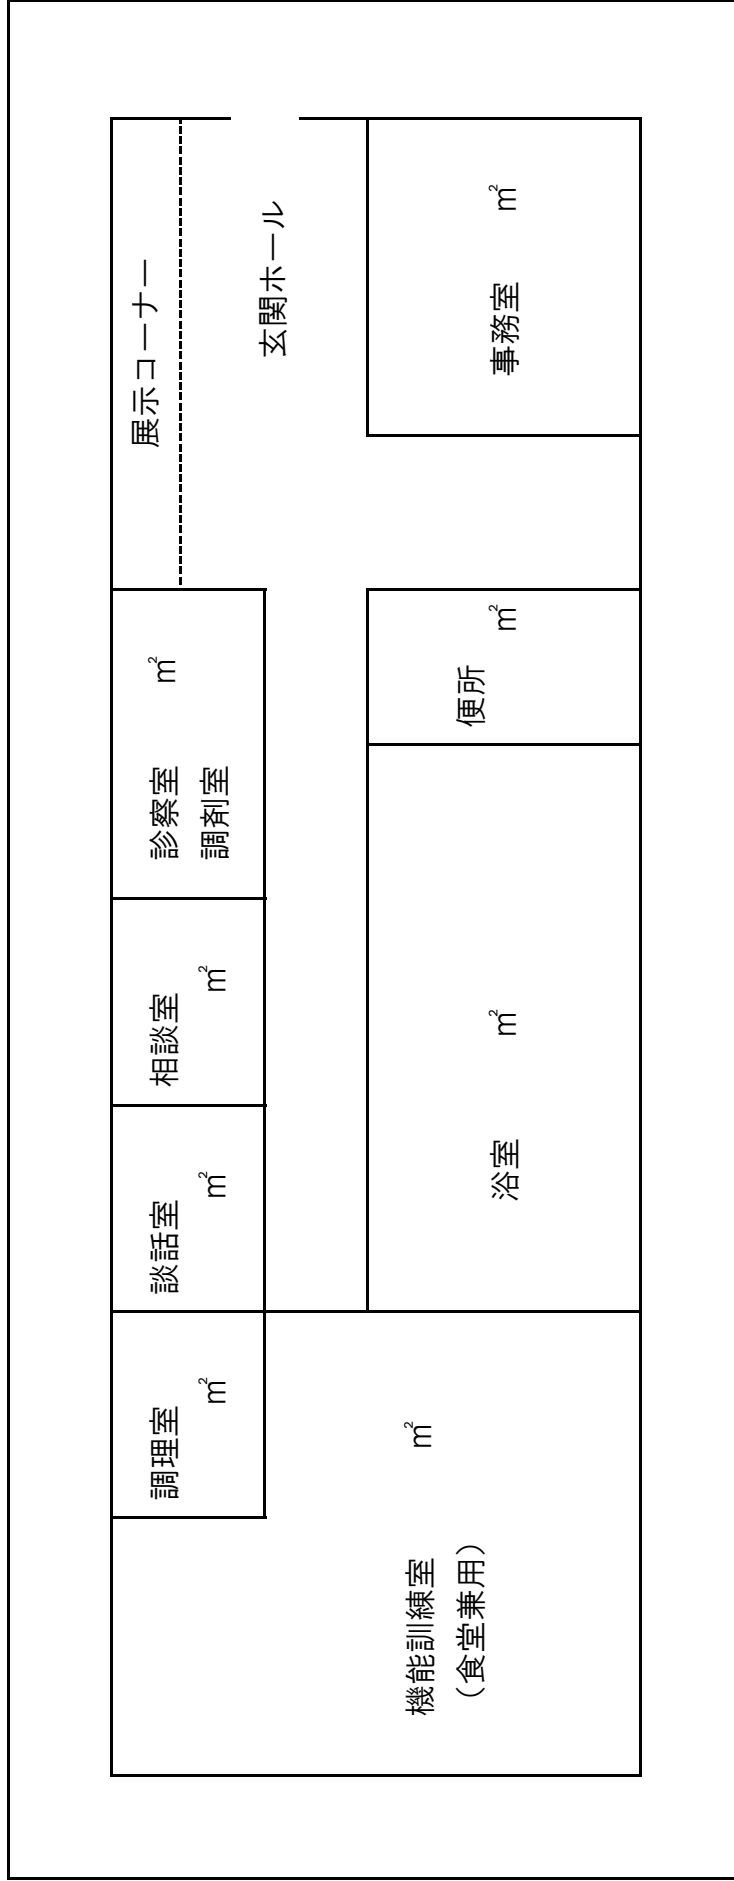 調理室
㎡
談話室
㎡
相談室
㎡
診察室　㎡
調剤室
展示コーナー
玄関ホール
機能訓練室　㎡
（食堂兼用）
浴室　㎡
便所
㎡
事務室　㎡